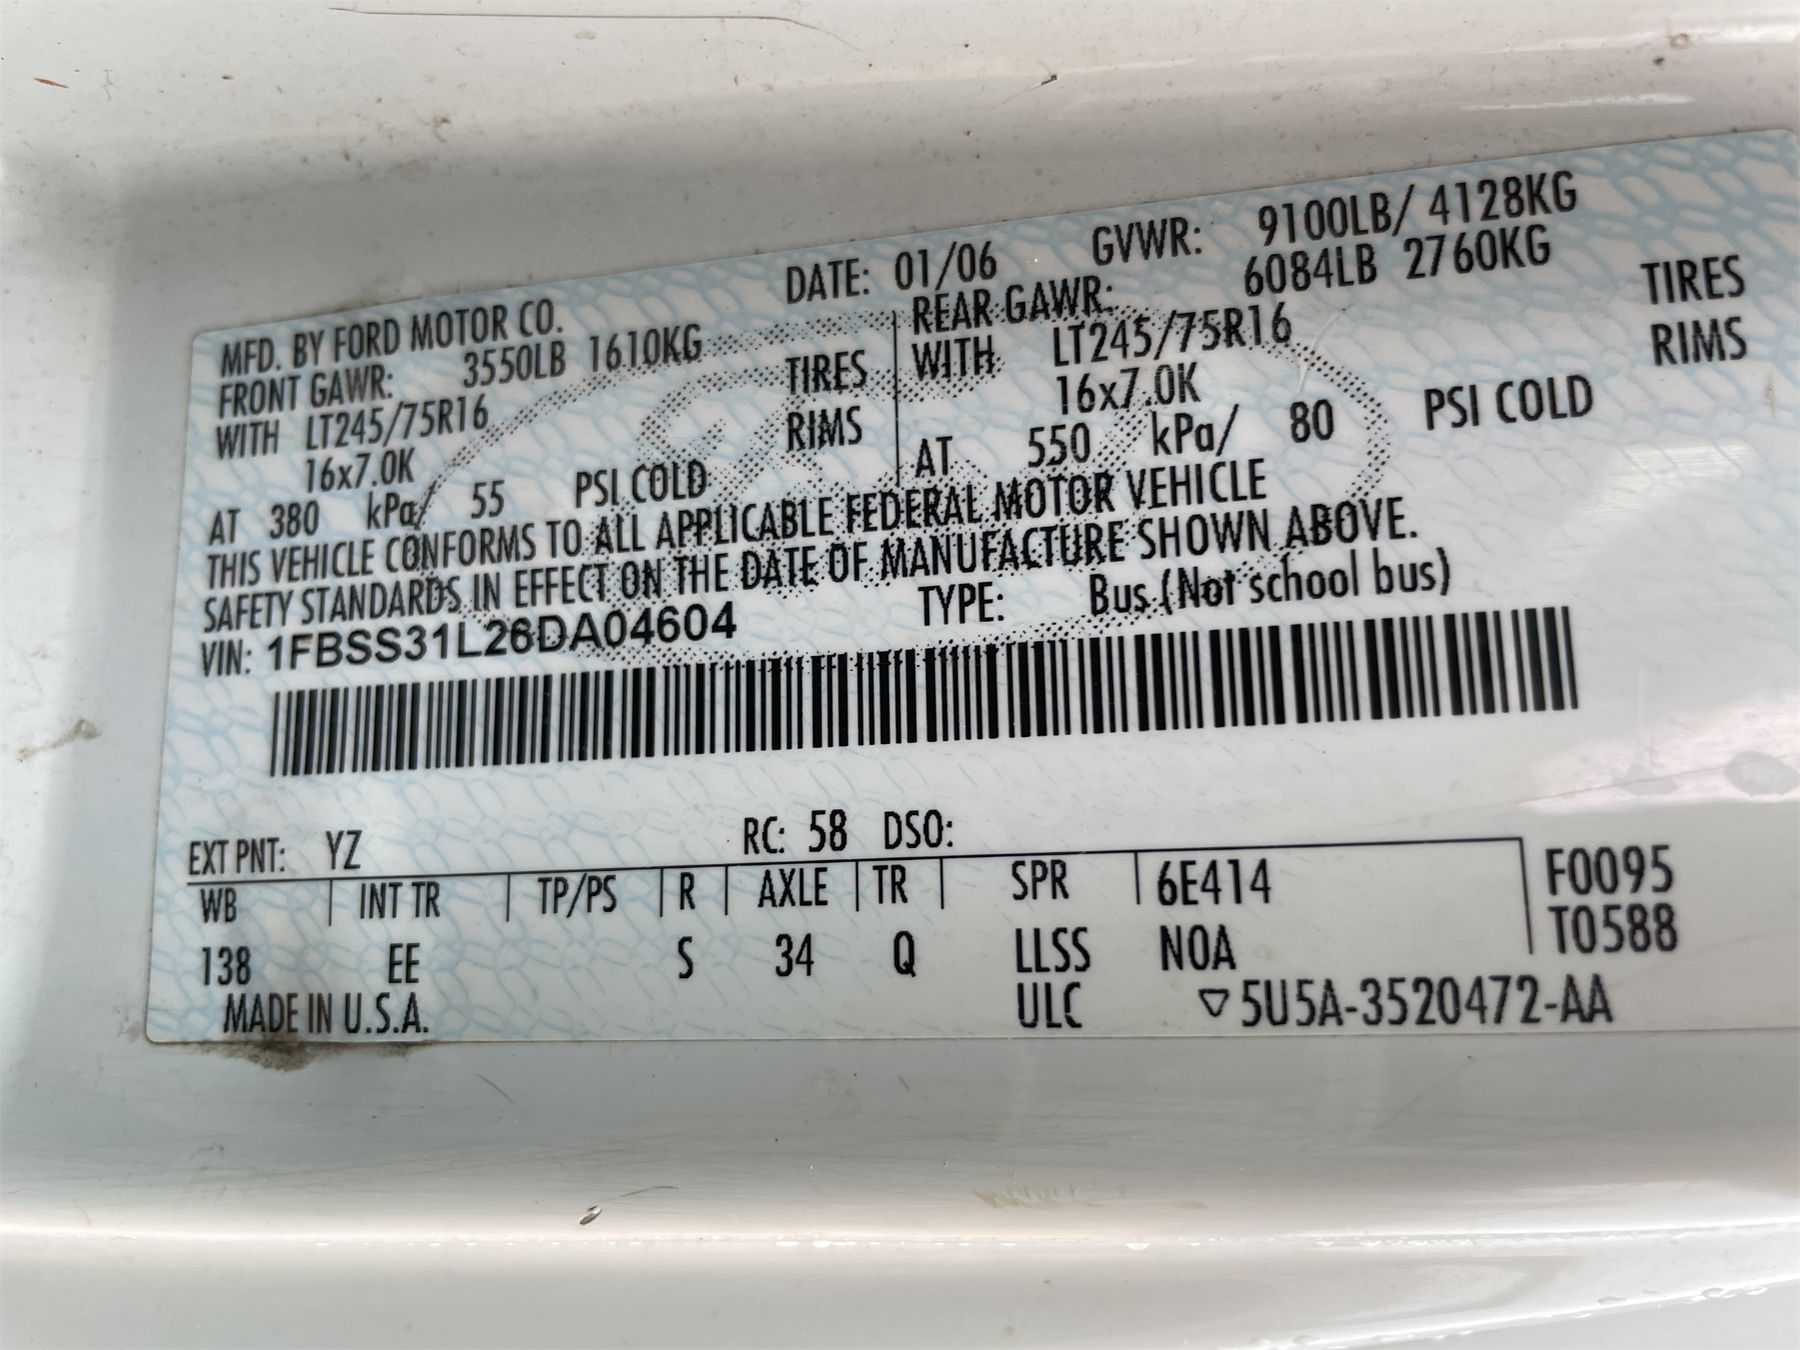 MFD. BY FORD MOTOR CO. DATE: 01/06 GVWR: 9100LB/ 4128KG
FRONT GAWR: 3550LB 1610KG REAR GAWR: 6084LB 2760KG
WITH LT245/75R16 TIRES WITH LT245/75R16 TIRES
16x7.0K RIMS 16x7.0K RIMS
AT 380 kPa/ 55 PSI COLD AT 550 kPa/ 80 PSI COLD
THIS VEHICLE CONFORMS TO ALL APPLICABLE FEDERAL MOTOR VEHICLE
SAFETY STANDARDS IN EFFECT ON THE DATE OF MANUFACTURE SHOWN ABOVE.
VIN: 1FBSS31L26DA04604 TYPE: Bus (Not school bus)
EXT PNT: YZ RC: 58 DSO:
WB INT TR TP/PS R AXLE TR SPR 6E414 F0095
138 EE S 34 Q LLSS NOA T0588
MADE IN U.S.A. ULC ▽5U5A-3520472-AA